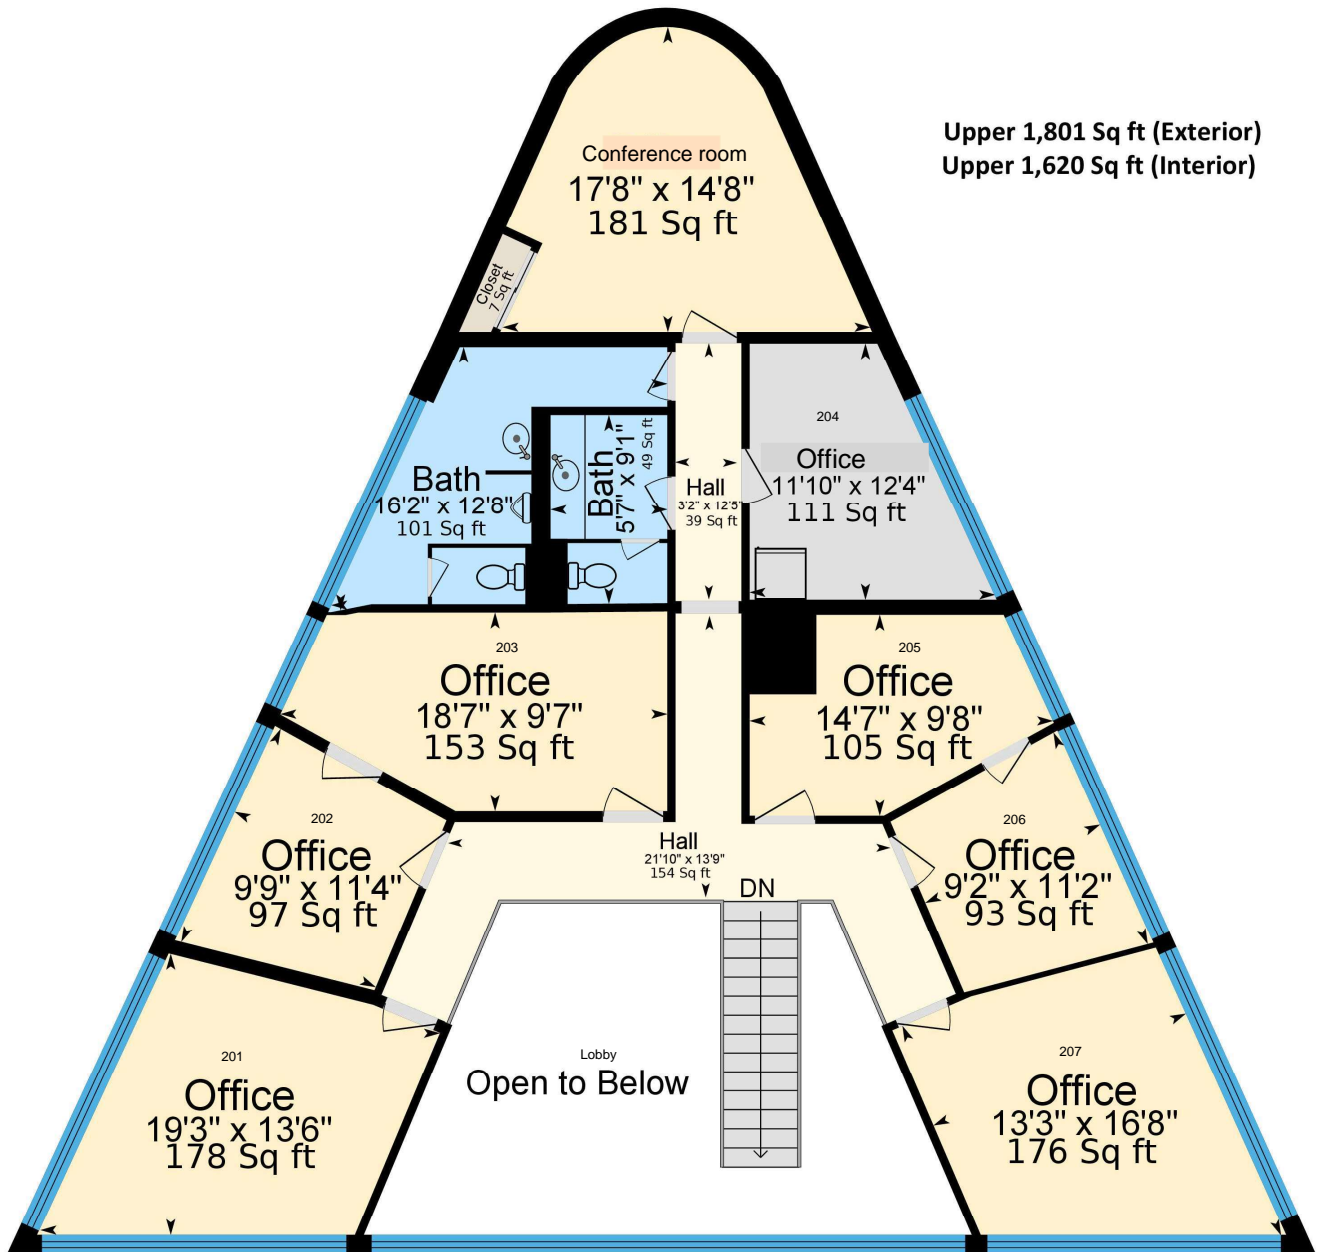 Upper 1,801 Sq ft (Exterior)
Upper 1,620 Sq ft (Interior)
Conference room
17'8" x 14'8"
181 Sq ft
Closet
7 Sq ft
Bath
16'2" x 12'8"
101 Sq ft
Bath
5'7" x 9'1"
49 Sq ft
Hall
3'2" x 12'5"
39 Sq ft
204
Office
11'10" x 12'4"
111 Sq ft
203
Office
18'7" x 9'7"
153 Sq ft
205
Office
14'7" x 9'8"
105 Sq ft
202
Office
9'9" x 11'4"
97 Sq ft
Hall
21'10" x 13'9"
154 Sq ft
DN
206
Office
9'2" x 11'2"
93 Sq ft
201
Office
19'3" x 13'6"
178 Sq ft
Lobby
Open to Below
207
Office
13'3" x 16'8"
176 Sq ft